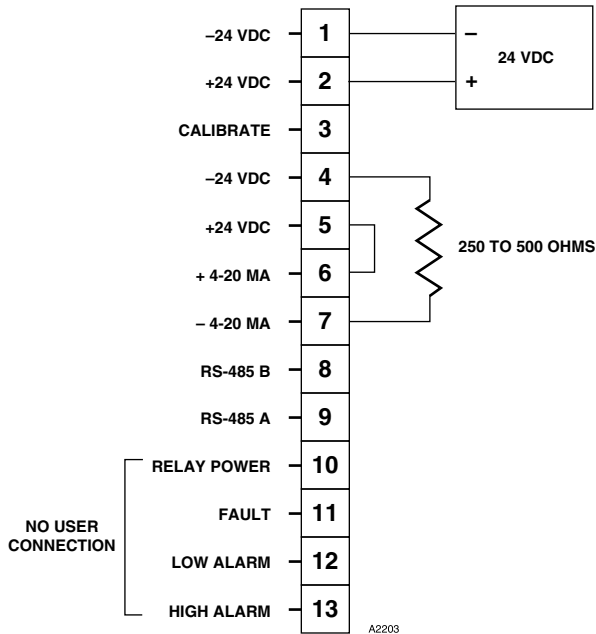 –24 VDC – 1
+24 VDC – 2
CALIBRATE – 3
–24 VDC – 4
+24 VDC – 5
+ 4-20 MA – 6
– 4-20 MA – 7
RS-485 B – 8
RS-485 A – 9
RELAY POWER – 10
FAULT – 11
LOW ALARM – 12
HIGH ALARM – 13
–
24 VDC
+
250 TO 500 OHMS
NO USER
CONNECTION
A2203